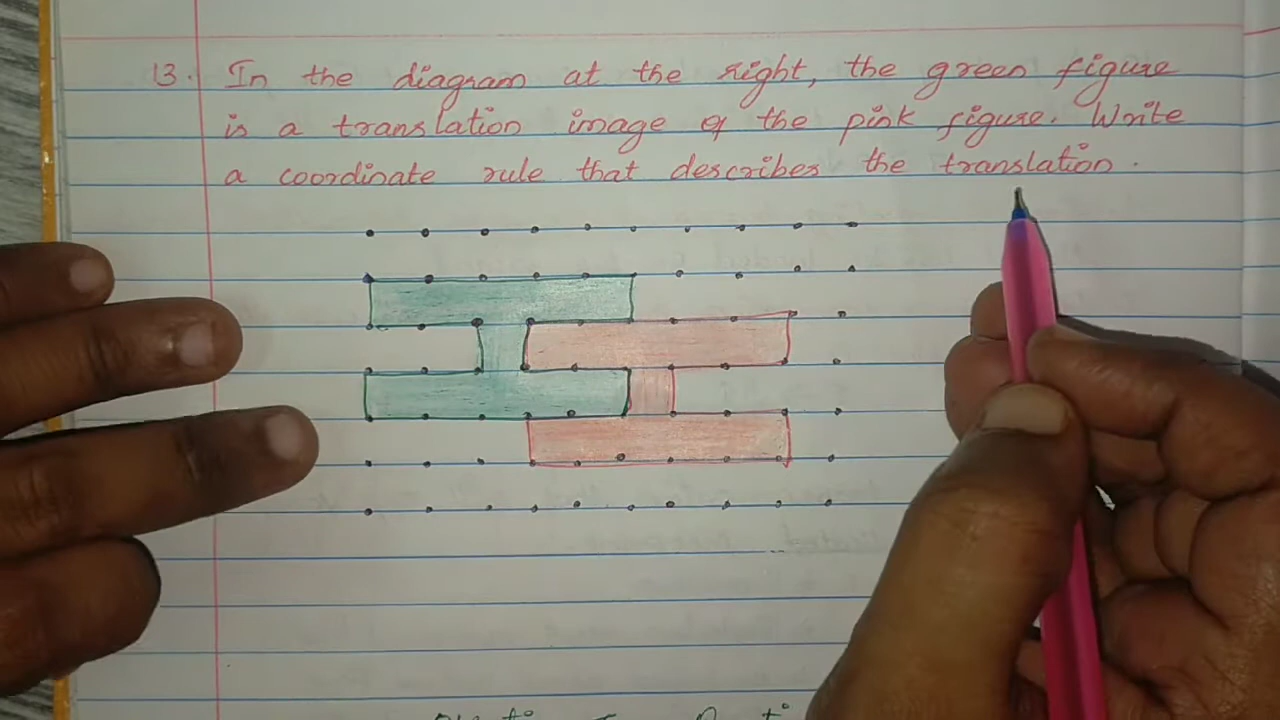 13. In the diagram at the right, the green figure
is a translation image of the pink figure. Write
a coordinate rule that describes the translation.